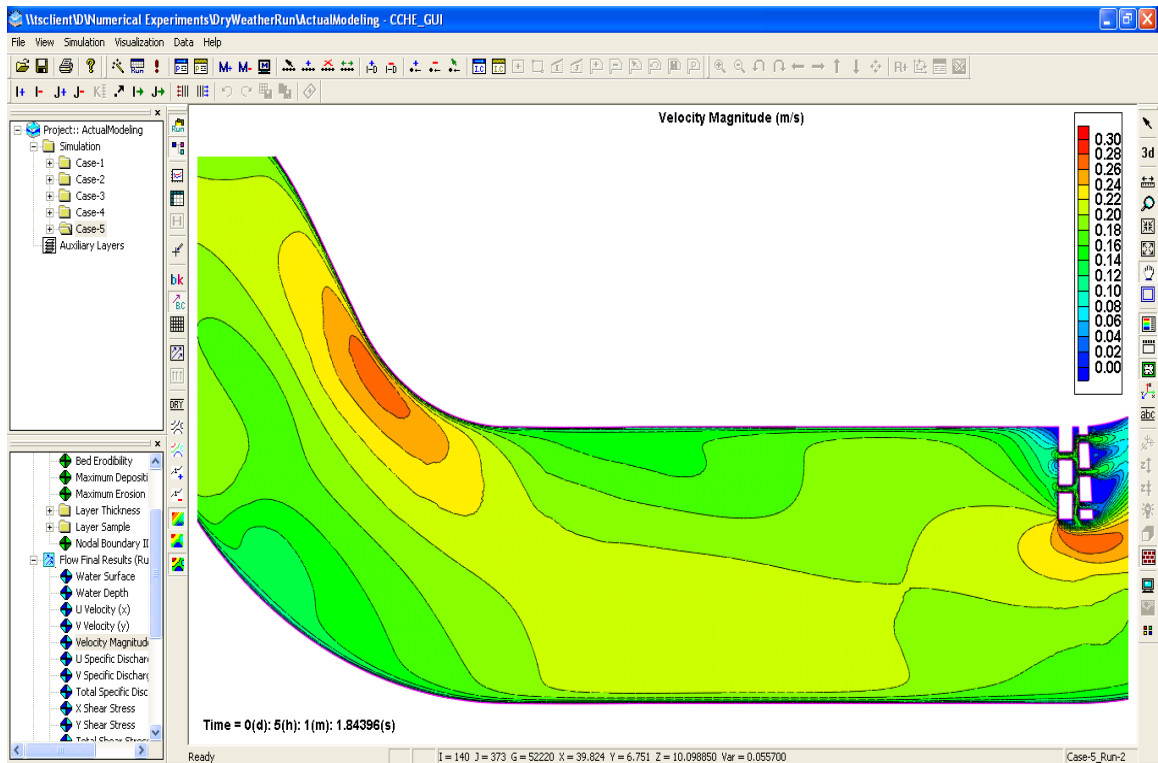 \\tsclient\D\Numerical Experiments\DryWeatherRun\ActualModeling - CCHE_GUI
File View Simulation Visualization Data Help
Project:: ActualModeling
Simulation
Case-1
Case-2
Case-3
Case-4
Case-5
Auxiliary Layers
Bed Erodibility
Maximum Depositi
Maximum Erosion
Layer Thickness
Layer Sample
Nodal Boundary II
Flow Final Results (Ru
Water Surface
Water Depth
U Velocity (x)
V Velocity (y)
Velocity Magnitud
U Specific Dischar
V Specific Dischar
Total Specific Disc
X Shear Stress
Y Shear Stress
Total Shear Stress
Run
bk
B.C
DRY
Velocity Magnitude (m/s)
0.30
0.28
0.26
0.24
0.22
0.20
0.18
0.16
0.14
0.12
0.10
0.08
0.06
0.04
0.02
0.00
Time = 0(d): 5(h): 1(m): 1.84396(s)
3d
abc
Ready
I = 140 J = 373 G = 52220 X = 39.824 Y = 6.751 Z = 10.098850 Var = 0.055700
Case-5_Run-2